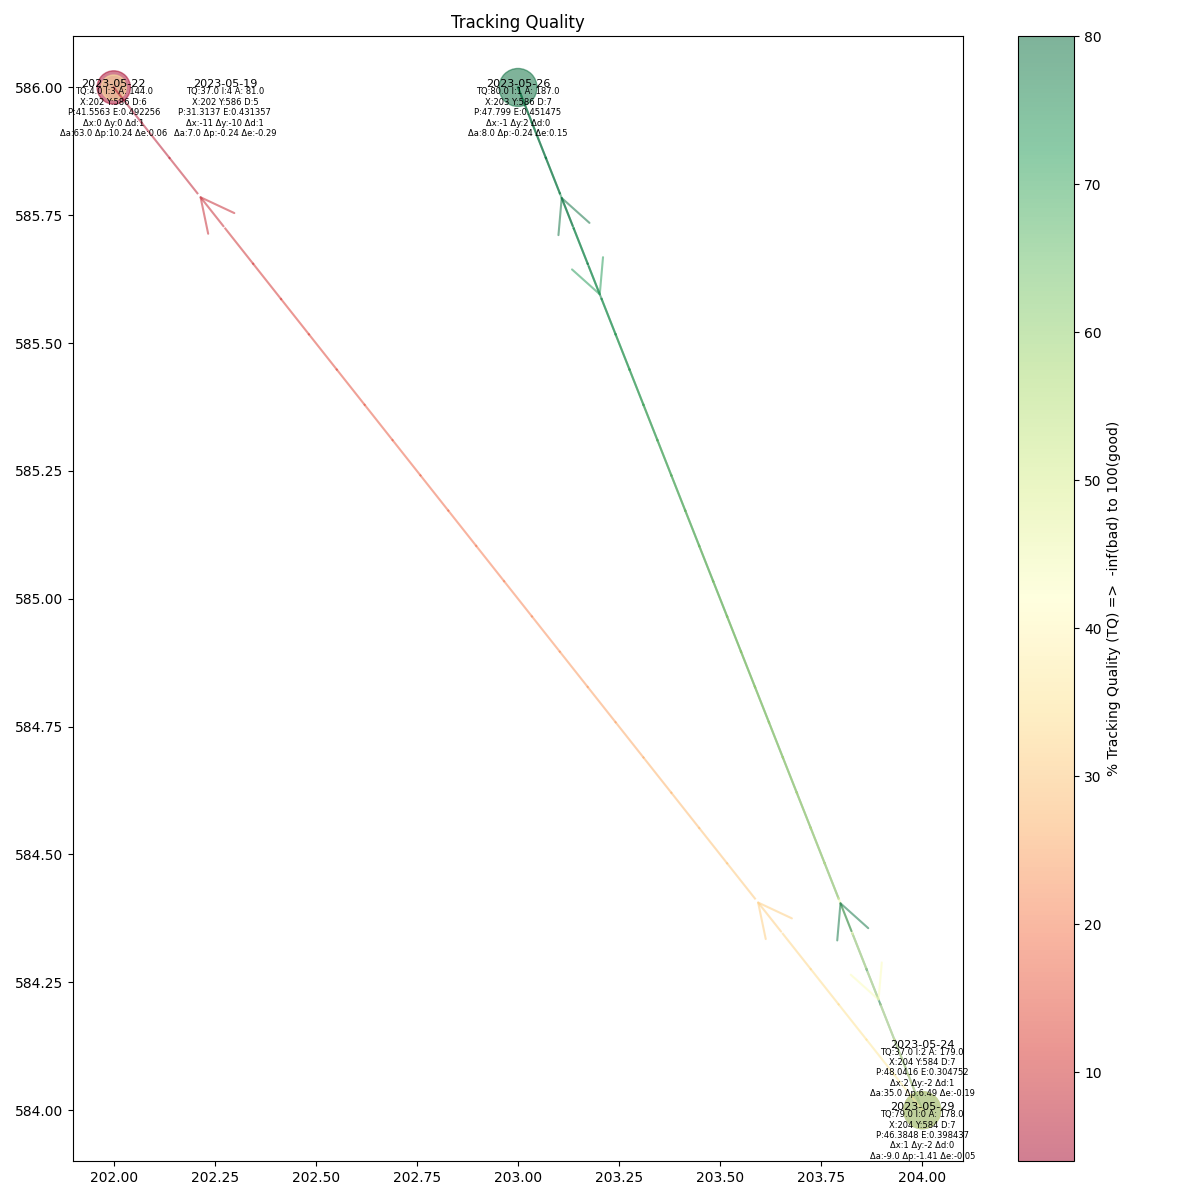 Tracking Quality
2023-05-22
TQ:4.0 I:3 A: 144.0
X:202 Y:586 D:6
P:41.5563 E:0.492256
Δx:0 Δy:0 Δd:1
Δa:63.0 Δp:10.24 Δe:0.06
2023-05-19
TQ:37.0 I:4 A: 81.0
X:202 Y:586 D:5
P:31.3137 E:0.431357
Δx:-11 Δy:-10 Δd:1
Δa:7.0 Δp:-0.24 Δe:-0.29
2023-05-26
TQ:80.0 I:1 A: 187.0
X:203 Y:586 D:7
P:47.799 E:0.451475
Δx:-1 Δy:2 Δd:0
Δa:8.0 Δp:-0.24 Δe:0.15
2023-05-24
TQ:37.0 I:2 A: 179.0
X:204 Y:584 D:7
P:48.0416 E:0.304752
Δx:2 Δy:-2 Δd:1
Δa:35.0 Δp:6.49 Δe:-0.19
2023-05-29
TQ:79.0 I:0 A: 178.0
X:204 Y:584 D:7
P:46.3848 E:0.398437
Δx:1 Δy:-2 Δd:0
Δa:-9.0 Δp:-1.41 Δe:-0.05
586.00
585.75
585.50
585.25
585.00
584.75
584.50
584.25
584.00
202.00
202.25
202.50
202.75
203.00
203.25
203.50
203.75
204.00
80
70
60
50
40
30
20
10
% Tracking Quality (TQ) => -inf(bad) to 100(good)